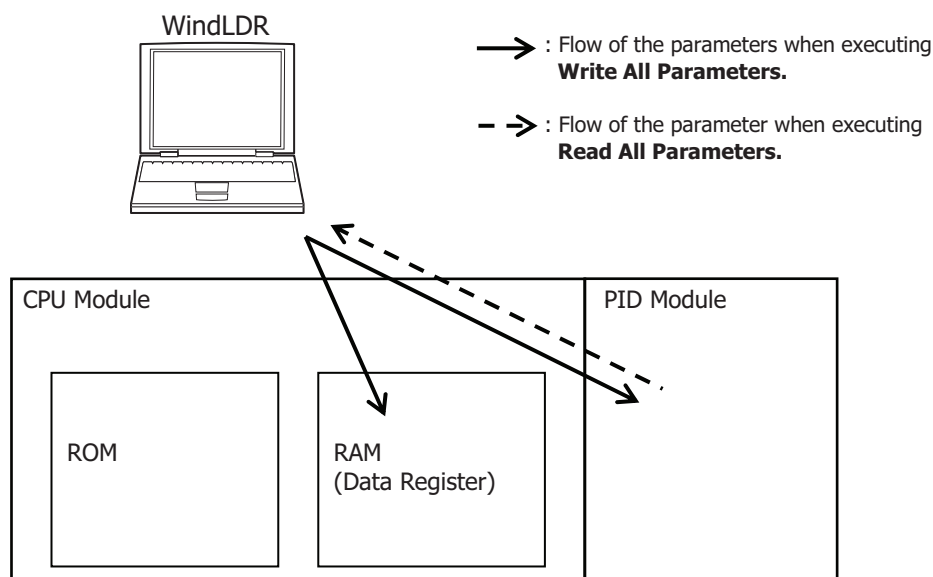 WindLDR
: Flow of the parameters when executing
Write All Parameters.
: Flow of the parameter when executing
Read All Parameters.
CPU Module
PID Module
ROM
RAM
(Data Register)